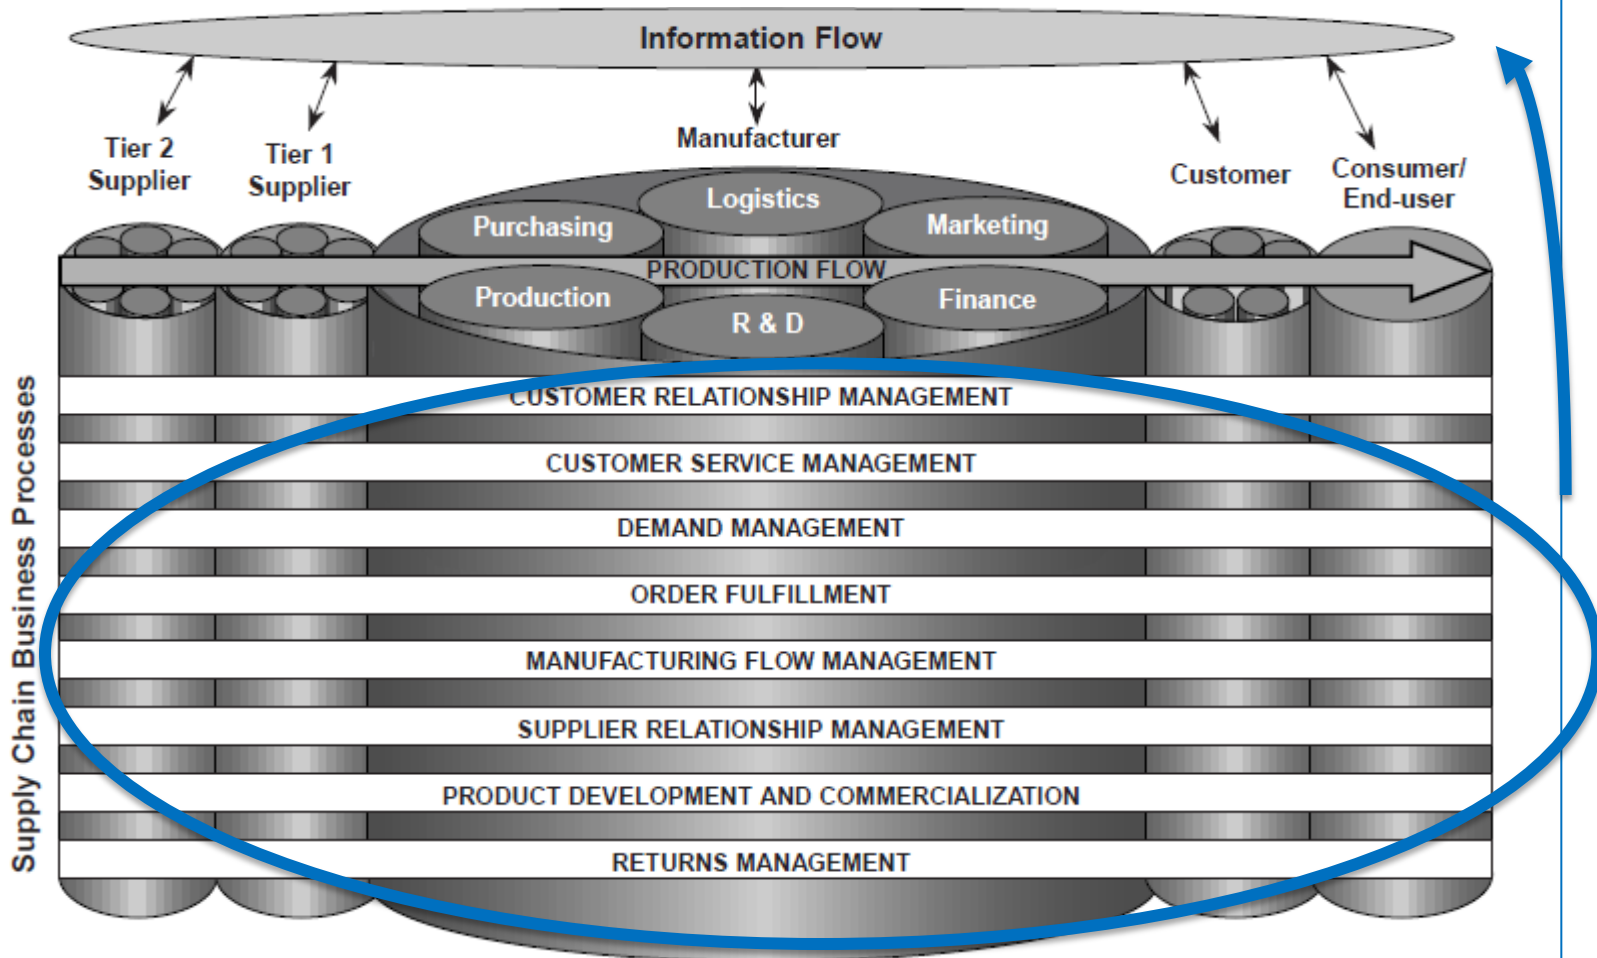 Information Flow
Tier 2
Supplier
Tier 1
Supplier
Manufacturer
Customer
Consumer/
End-user
Logistics
Purchasing
Marketing
PRODUCTION FLOW
Production
Finance
R & D
Supply Chain Business Processes
CUSTOMER RELATIONSHIP MANAGEMENT
CUSTOMER SERVICE MANAGEMENT
DEMAND MANAGEMENT
ORDER FULFILLMENT
MANUFACTURING FLOW MANAGEMENT
SUPPLIER RELATIONSHIP MANAGEMENT
PRODUCT DEVELOPMENT AND COMMERCIALIZATION
RETURNS MANAGEMENT